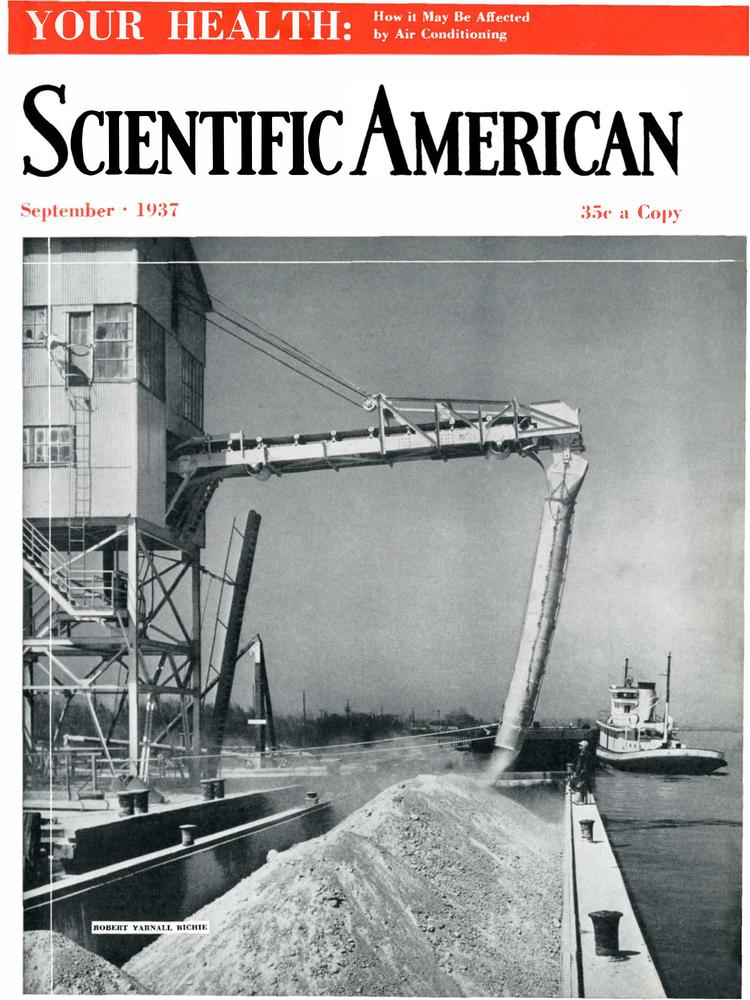 YOUR HEALTH:
How it May Be Affected
by Air Conditioning
SCIENTIFIC AMERICAN
September · 1937
35c a Copy
ROBERT YARNALL RICHIE